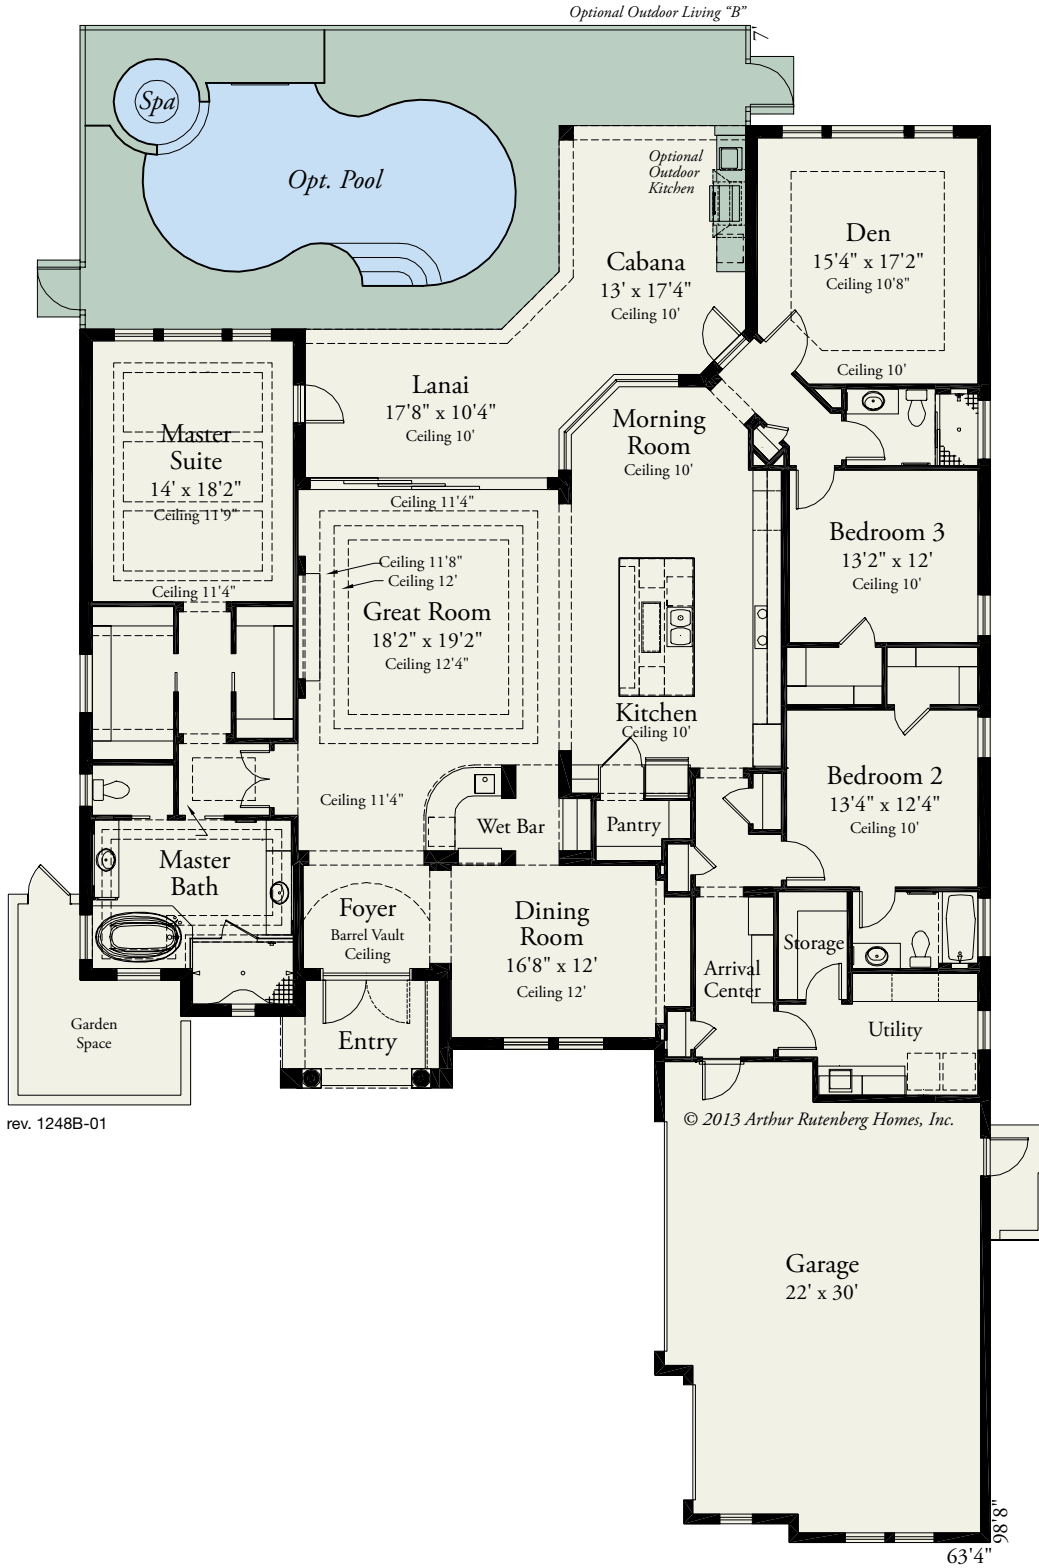 Optional Outdoor Living “B”
7'
Spa
Opt. Pool
Optional
Outdoor
Kitchen
Cabana
13' x 17'4"
Ceiling 10'
Den
15'4" x 17'2"
Ceiling 10'8"
Ceiling 10'
Lanai
17'8" x 10'4"
Ceiling 10'
Morning
Room
Ceiling 10'
Master
Suite
14' x 18'2"
Ceiling 11'9"
Ceiling 11'4"
Ceiling 11'4"
Ceiling 11'8"
Ceiling 12'
Great Room
18'2" x 19'2"
Ceiling 12'4"
Bedroom 3
13'2" x 12'
Ceiling 10'
Kitchen
Ceiling 10'
Bedroom 2
13'4" x 12'4"
Ceiling 10'
Ceiling 11'4"
Wet Bar
Pantry
Master
Bath
Foyer
Barrel Vault
Ceiling
Dining
Room
16'8" x 12'
Ceiling 12'
Storage
Arrival
Center
Utility
Garden
Space
Entry
rev. 1248B-01
© 2013 Arthur Rutenberg Homes, Inc.
Garage
22' x 30'
98'8"
63'4"